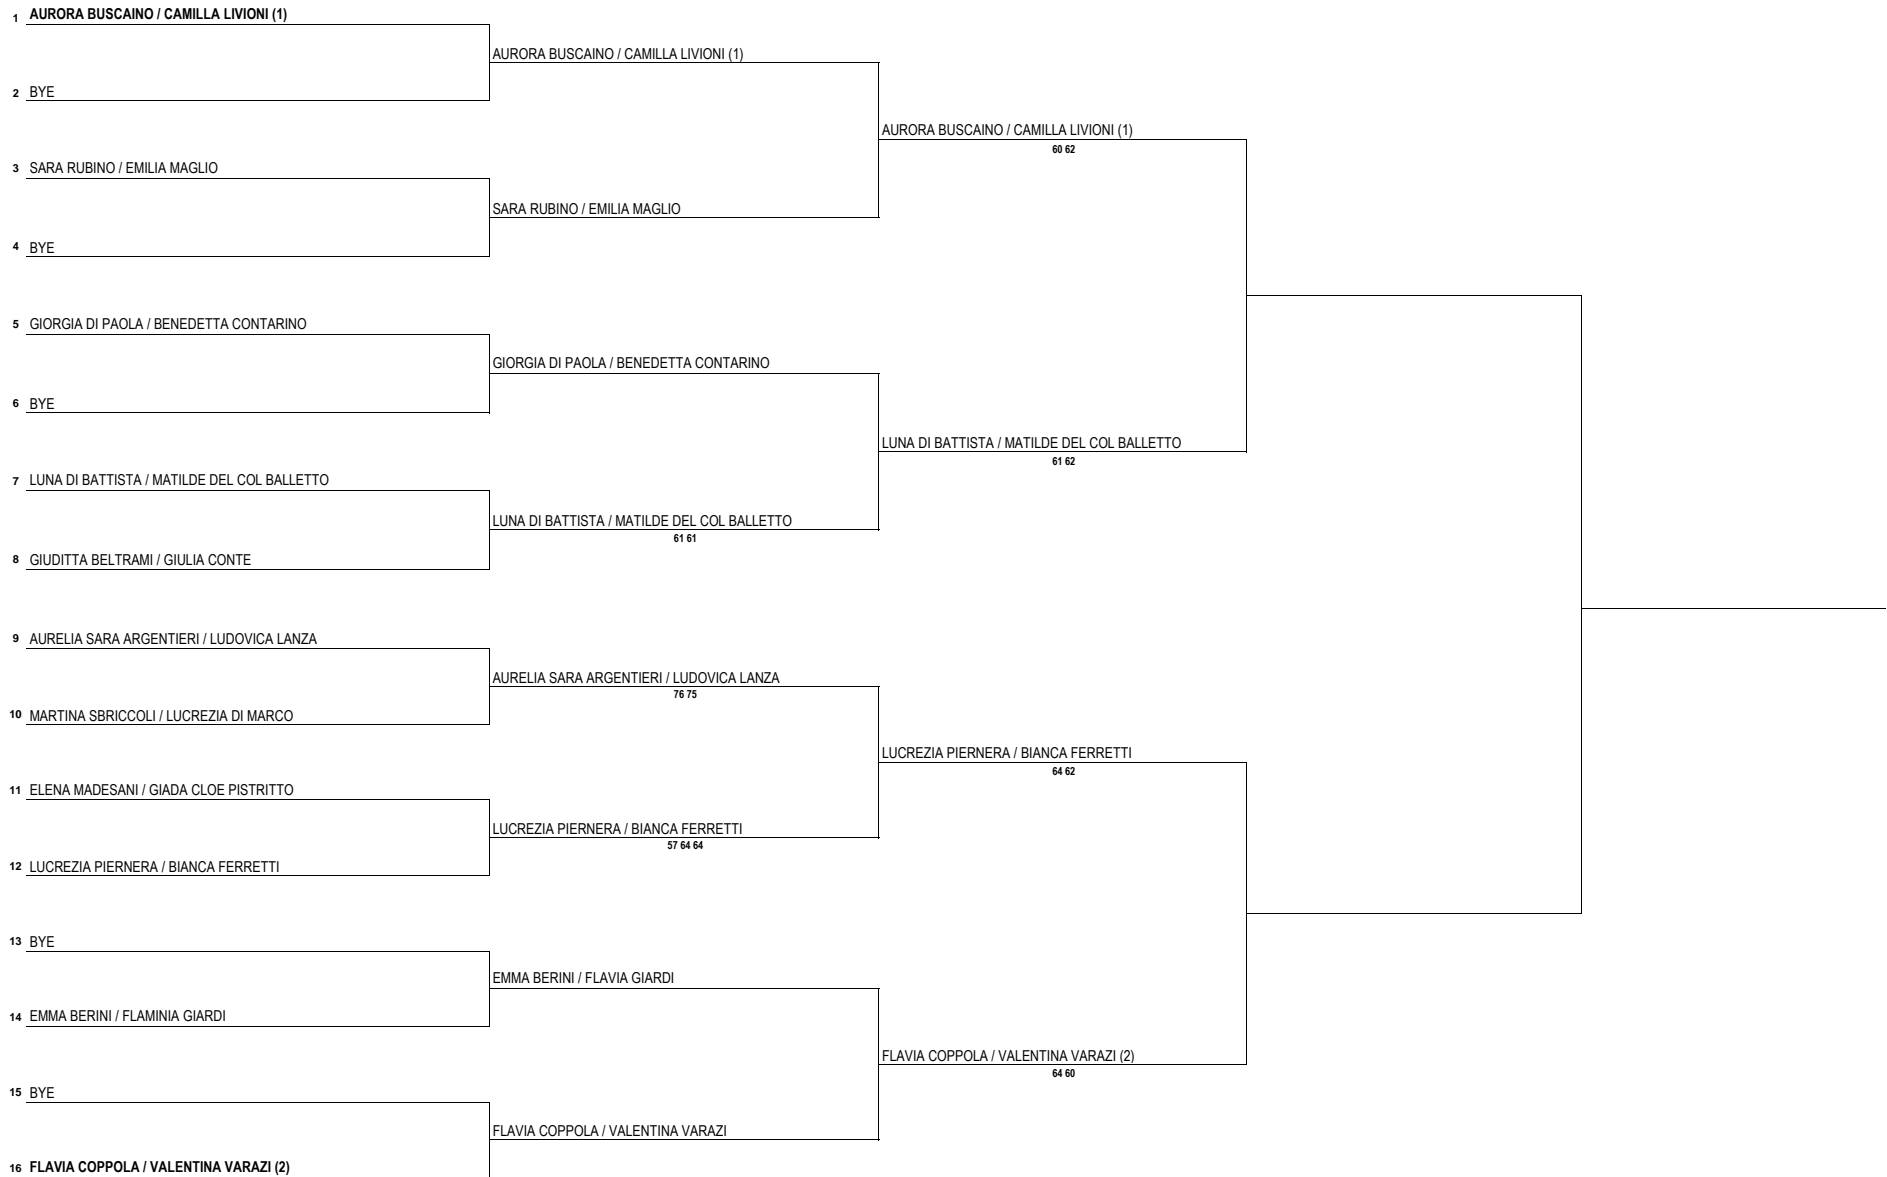 1 AURORA BUSCAINO / CAMILLA LIVIONI (1)
AURORA BUSCAINO / CAMILLA LIVIONI (1)
2 BYE
AURORA BUSCAINO / CAMILLA LIVIONI (1)
60 62
3 SARA RUBINO / EMILIA MAGLIO
SARA RUBINO / EMILIA MAGLIO
4 BYE
5 GIORGIA DI PAOLA / BENEDETTA CONTARINO
GIORGIA DI PAOLA / BENEDETTA CONTARINO
6 BYE
LUNA DI BATTISTA / MATILDE DEL COL BALLETTO
61 62
7 LUNA DI BATTISTA / MATILDE DEL COL BALLETTO
LUNA DI BATTISTA / MATILDE DEL COL BALLETTO
61 61
8 GIUDITTA BELTRAMI / GIULIA CONTE
9 AURELIA SARA ARGENTIERI / LUDOVICA LANZA
AURELIA SARA ARGENTIERI / LUDOVICA LANZA
76 75
10 MARTINA SBRICCOLI / LUCREZIA DI MARCO
LUCREZIA PIERNERA / BIANCA FERRETTI
64 62
11 ELENA MADESANI / GIADA CLOE PISTRITTO
LUCREZIA PIERNERA / BIANCA FERRETTI
57 64 64
12 LUCREZIA PIERNERA / BIANCA FERRETTI
13 BYE
EMMA BERINI / FLAVIA GIARDI
14 EMMA BERINI / FLAMINIA GIARDI
FLAVIA COPPOLA / VALENTINA VARAZI (2)
64 60
15 BYE
FLAVIA COPPOLA / VALENTINA VARAZI
16 FLAVIA COPPOLA / VALENTINA VARAZI (2)